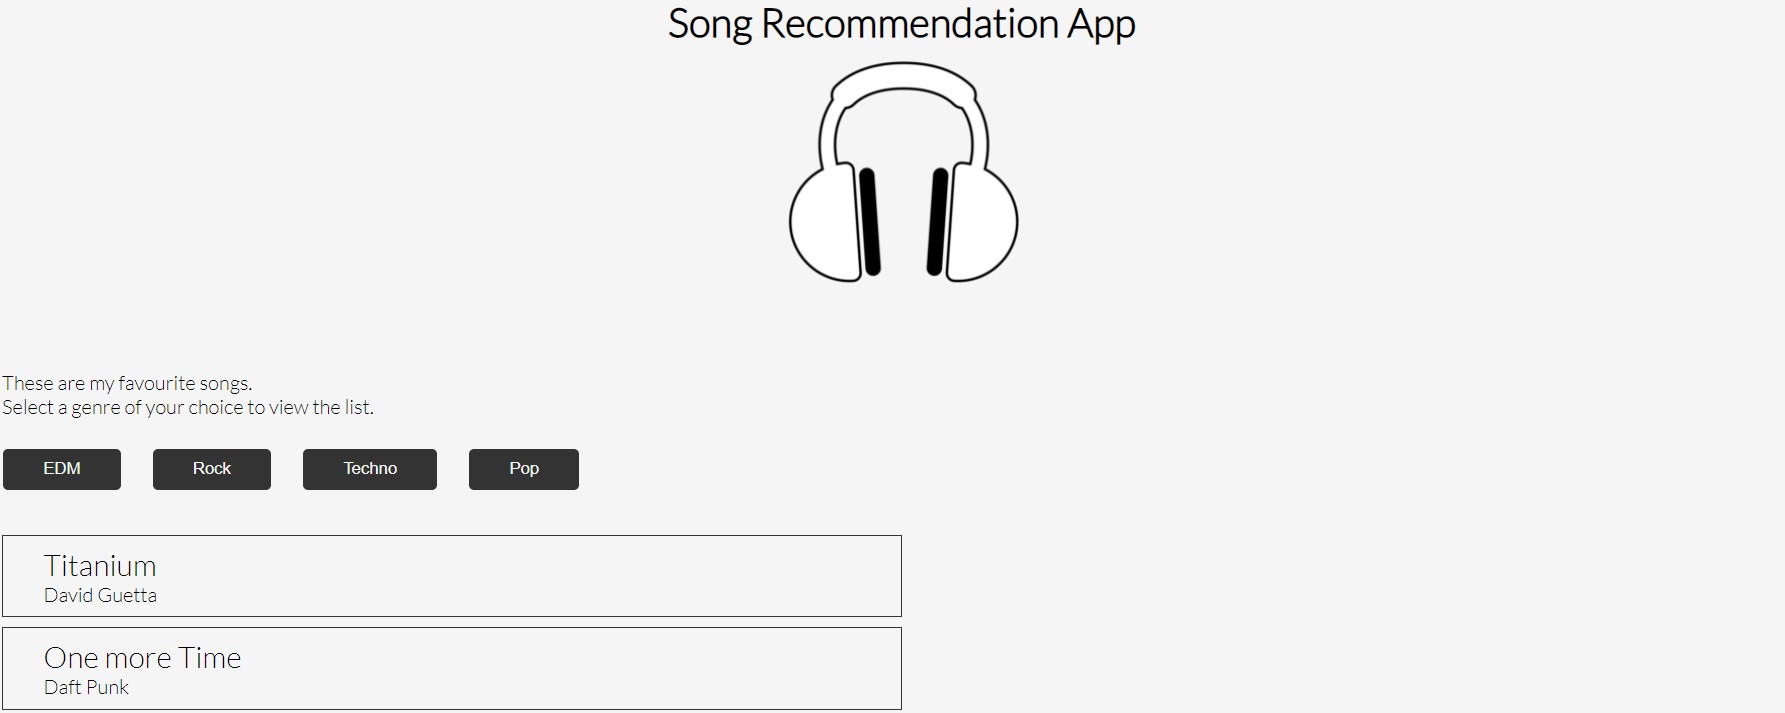 Song Recommendation App
These are my favourite songs.
Select a genre of your choice to view the list.
EDM Rock Techno Pop
Titanium
David Guetta
One more Time
Daft Punk